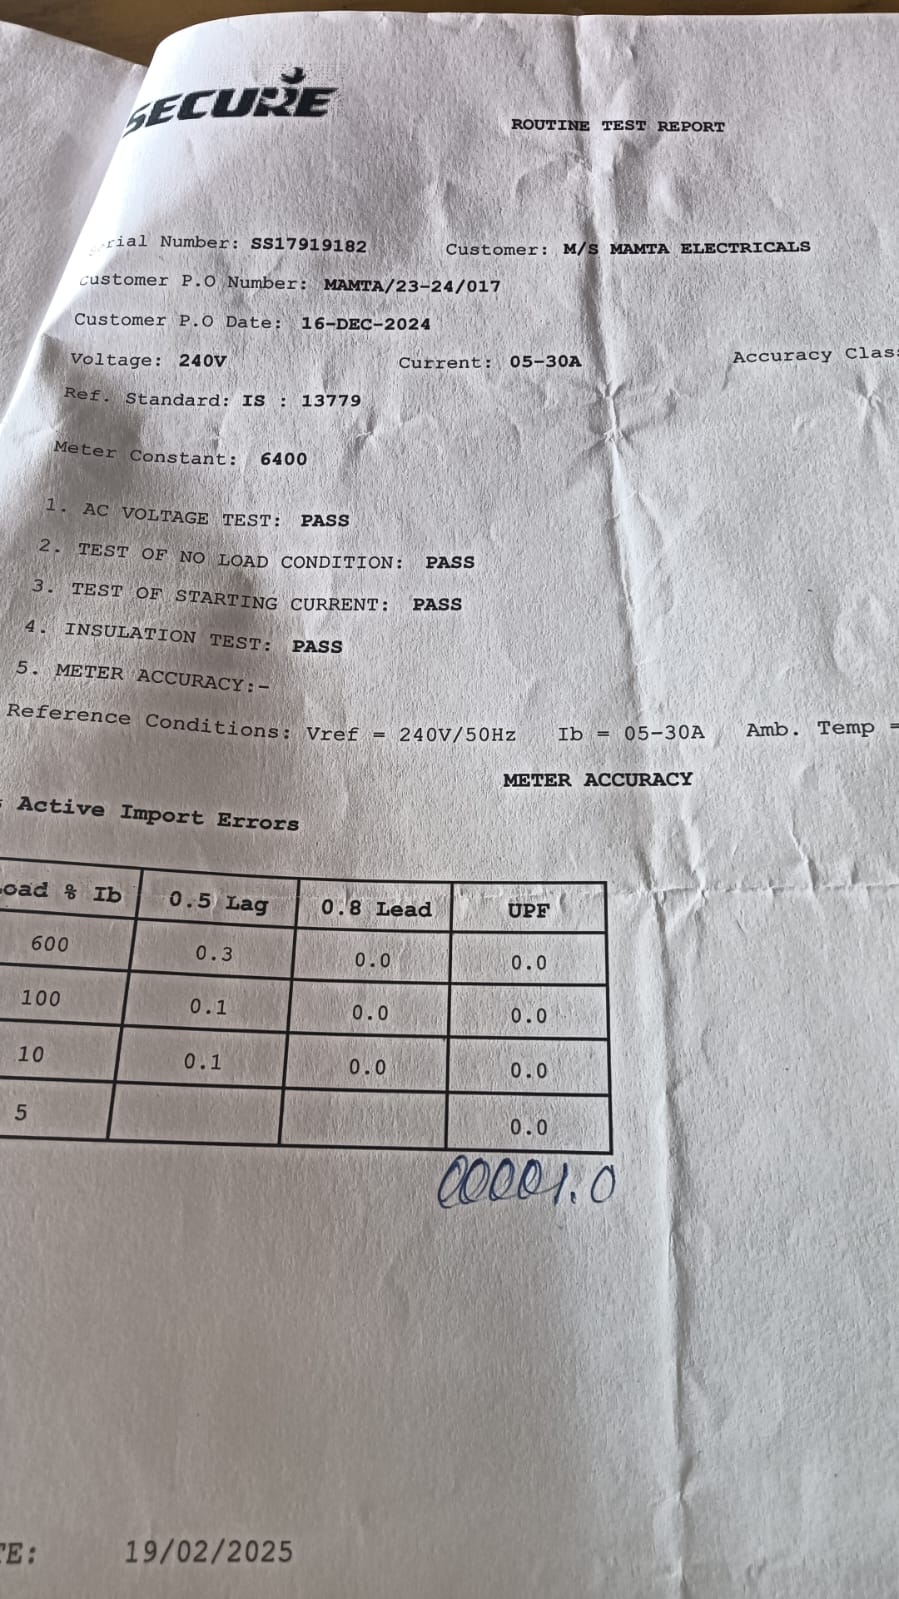 SECURE
ROUTINE TEST REPORT
Serial Number: SS17919182 Customer: M/S MAMTA ELECTRICALS
Customer P.O Number: MAMTA/23-24/017
Customer P.O Date: 16-DEC-2024
Voltage: 240V Current: 05-30A Accuracy Clas
Ref. Standard: IS : 13779
Meter Constant: 6400
1. AC VOLTAGE TEST: PASS
2. TEST OF NO LOAD CONDITION: PASS
3. TEST OF STARTING CURRENT: PASS
4. INSULATION TEST: PASS
5. METER ACCURACY:-
Reference Conditions: Vref = 240V/50Hz Ib = 05-30A Amb. Temp =
METER ACCURACY
Active Import Errors
oad % Ib 0.5 Lag 0.8 Lead UPF
600 0.3 0.0 0.0
100 0.1 0.0 0.0
10 0.1 0.0 0.0
5 0.0
00001.0
TE: 19/02/2025